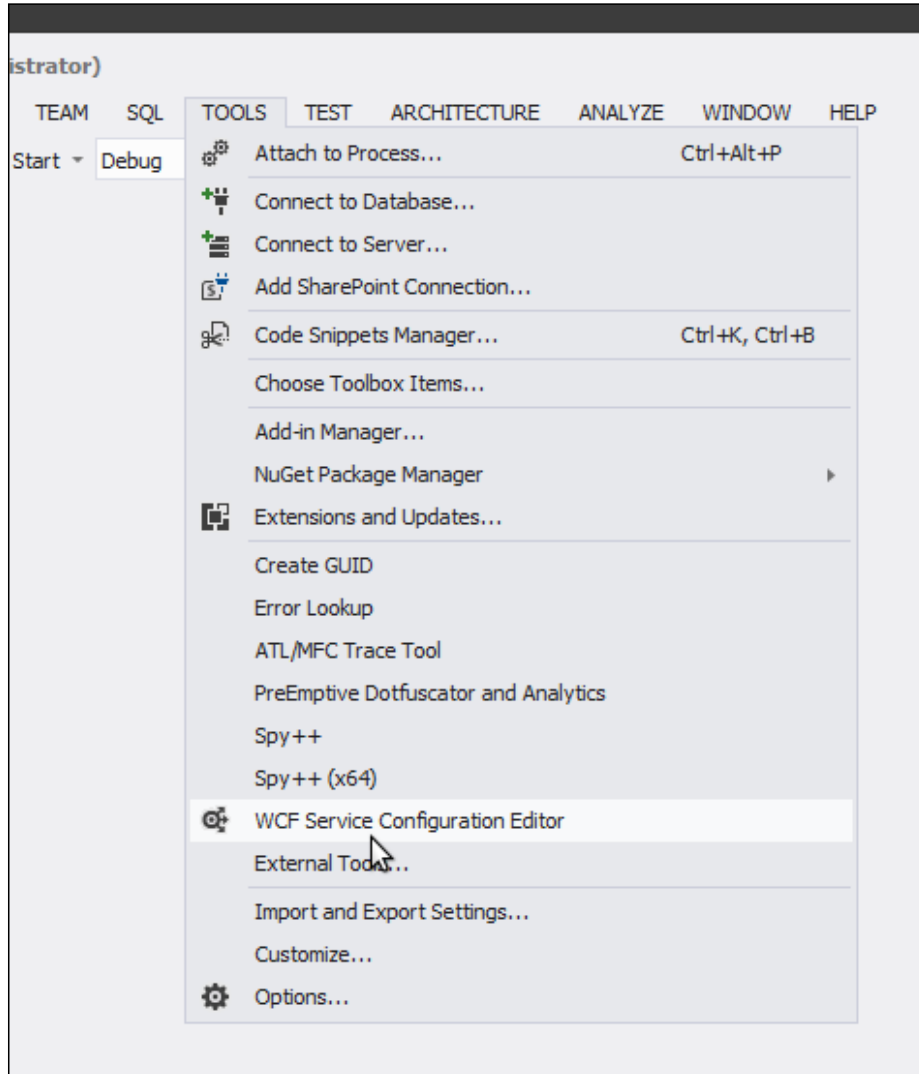 istrator)
TEAM SQL TOOLS TEST ARCHITECTURE ANALYZE WINDOW HELP
Start Debug
Attach to Process... Ctrl+Alt+P
Connect to Database...
Connect to Server...
Add SharePoint Connection...
Code Snippets Manager... Ctrl+K, Ctrl+B
Choose Toolbox Items...
Add-in Manager...
NuGet Package Manager
Extensions and Updates...
Create GUID
Error Lookup
ATL/MFC Trace Tool
PreEmptive Dotfuscator and Analytics
Spy++
Spy++ (x64)
WCF Service Configuration Editor
External Tools...
Import and Export Settings...
Customize...
Options...